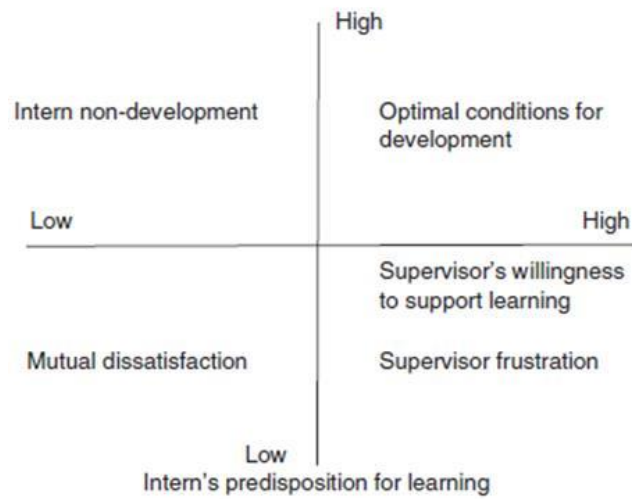 High
Intern non-development
Optimal conditions for
development
Low
High
Supervisor's willingness
to support learning
Mutual dissatisfaction
Supervisor frustration
Low
Intern's predisposition for learning